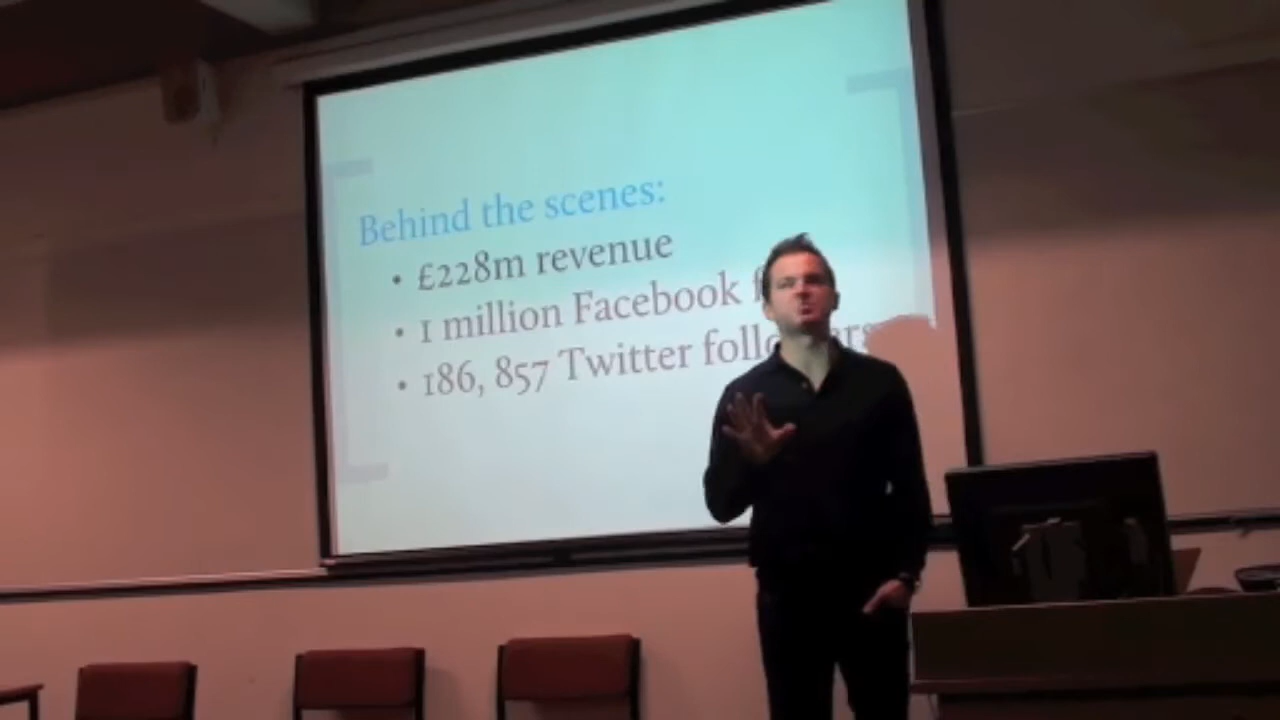 Behind the scenes:
• £228m revenue
• 1 million Facebook
• 186, 857 Twitter